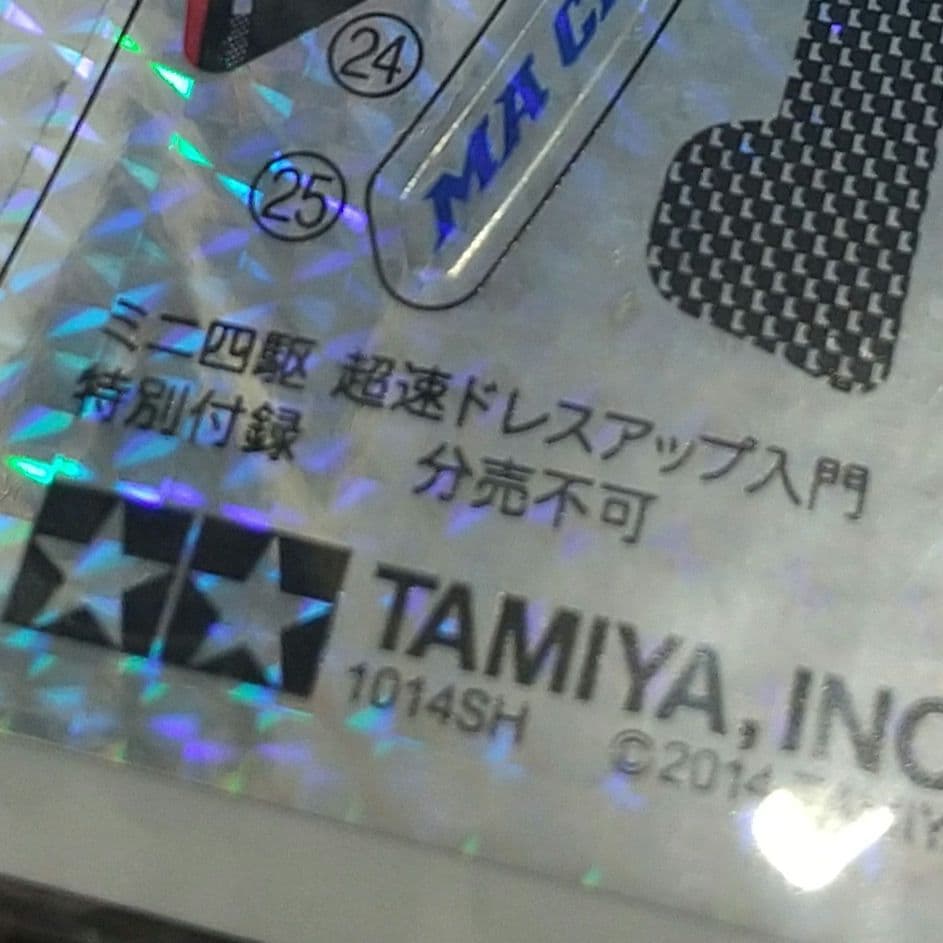 24
MA C
25
ミニ四駆 超速ドレスアップ入門
特別付録 分売不可
TAMIYA, INC
1014SH
©2014